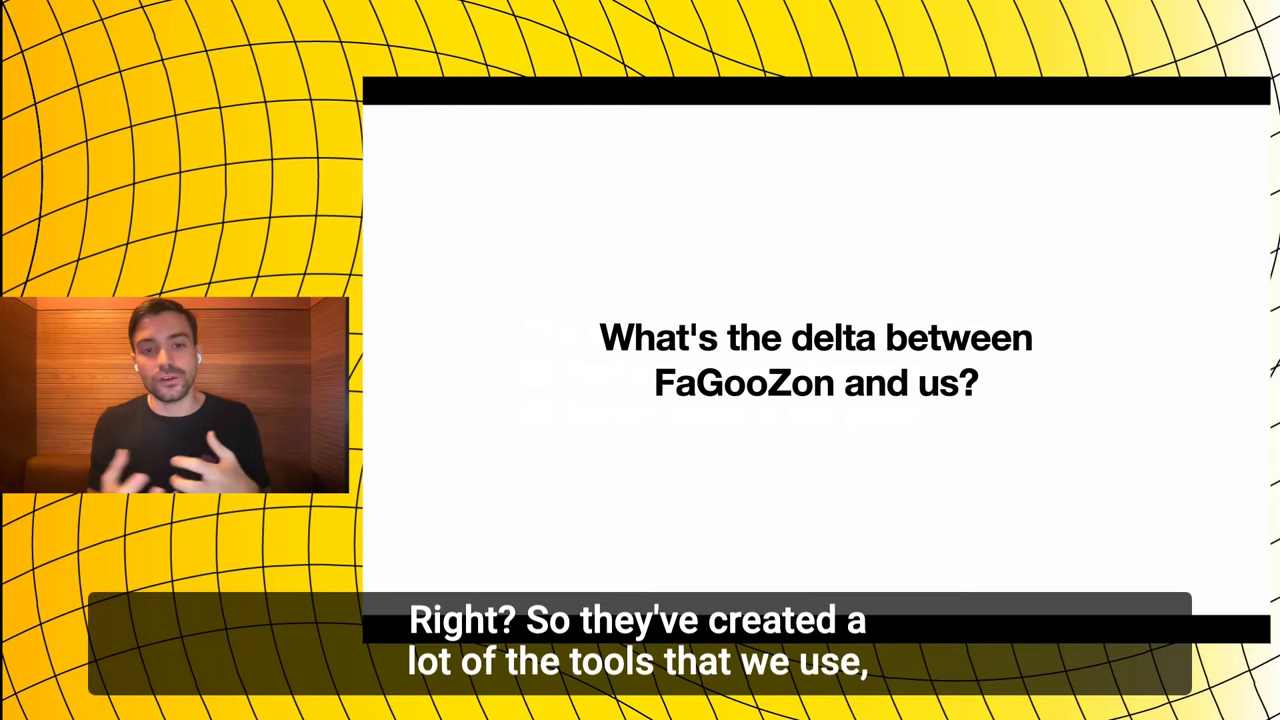 What's the delta between
FaGooZon and us?
Right? So they've created a
lot of the tools that we use,